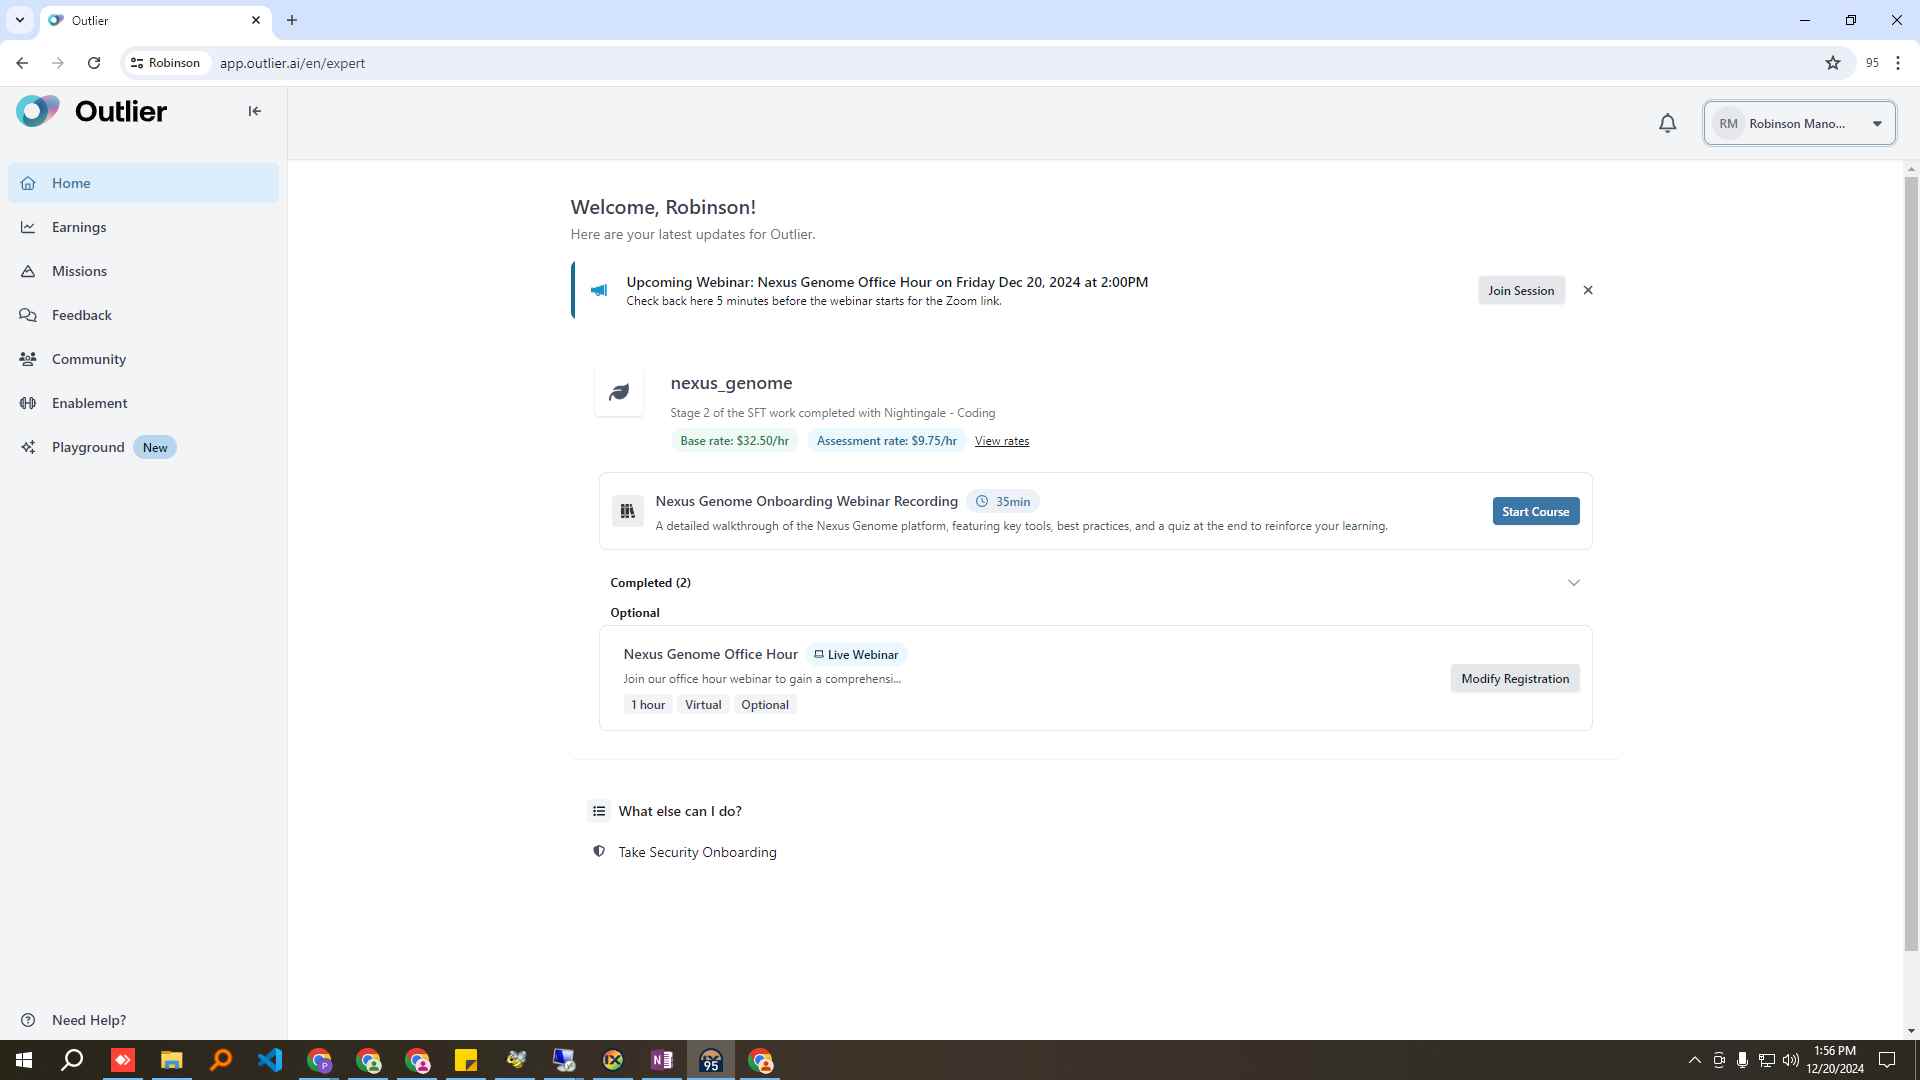 Outlier
Robinson
app.outlier.ai/en/expert
95
Outlier
RM
Robinson Mano...
Home
Earnings
Missions
Feedback
Community
Enablement
Playground
New
Need Help?
Welcome, Robinson!
Here are your latest updates for Outlier.
Upcoming Webinar: Nexus Genome Office Hour on Friday Dec 20, 2024 at 2:00PM
Check back here 5 minutes before the webinar starts for the Zoom link.
Join Session
nexus_genome
Stage 2 of the SFT work completed with Nightingale - Coding
Base rate: $32.50/hr
Assessment rate: $9.75/hr
View rates
Nexus Genome Onboarding Webinar Recording
35min
A detailed walkthrough of the Nexus Genome platform, featuring key tools, best practices, and a quiz at the end to reinforce your learning.
Start Course
Completed (2)
Optional
Nexus Genome Office Hour
Live Webinar
Join our office hour webinar to gain a comprehensi...
1 hour
Virtual
Optional
Modify Registration
What else can I do?
Take Security Onboarding
P
N
95
1:56 PM
12/20/2024